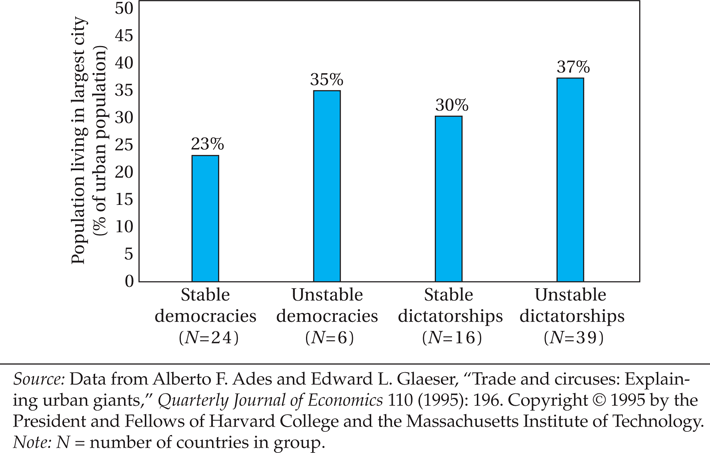 Population living in largest city
(% of urban population)
50
45
40
35
30
25
20
15
10
5
0
23%
35%
30%
37%
Stable
democracies
(N=24)
Unstable
democracies
(N=6)
Stable
dictatorships
(N=16)
Unstable
dictatorships
(N=39)
Source: Data from Alberto F. Ades and Edward L. Glaeser, “Trade and circuses: Explain-
ing urban giants,” Quarterly Journal of Economics 110 (1995): 196. Copyright © 1995 by the
President and Fellows of Harvard College and the Massachusetts Institute of Technology.
Note: N = number of countries in group.